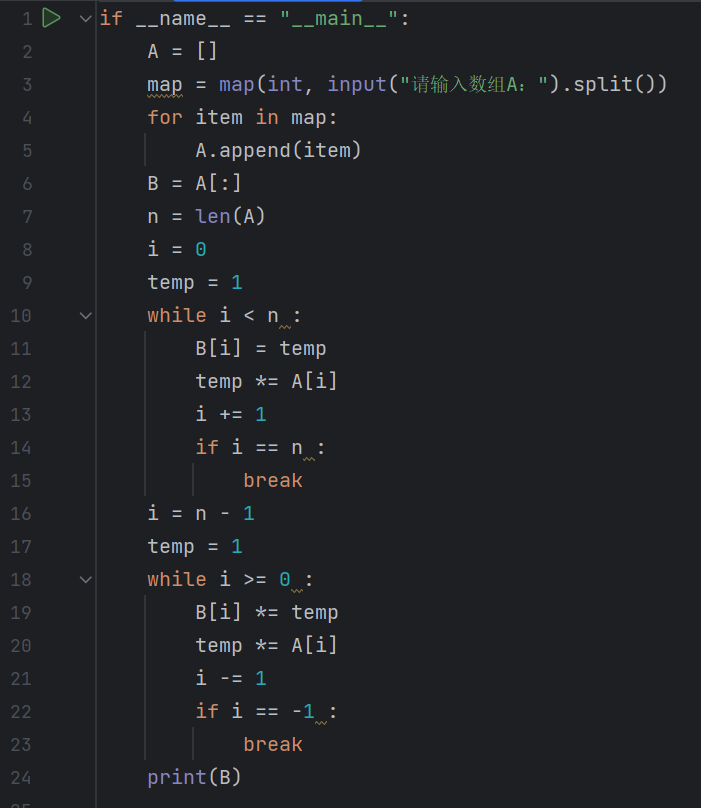 1 if __name__ == "__main__":
2     A = []
3     map = map(int, input("请输入数组A：").split())
4     for item in map:
5         A.append(item)
6     B = A[:]
7     n = len(A)
8     i = 0
9     temp = 1
10     while i < n :
11         B[i] = temp
12         temp *= A[i]
13         i += 1
14         if i == n :
15             break
16     i = n - 1
17     temp = 1
18     while i >= 0 :
19         B[i] *= temp
20         temp *= A[i]
21         i -= 1
22         if i == -1 :
23             break
24     print(B)